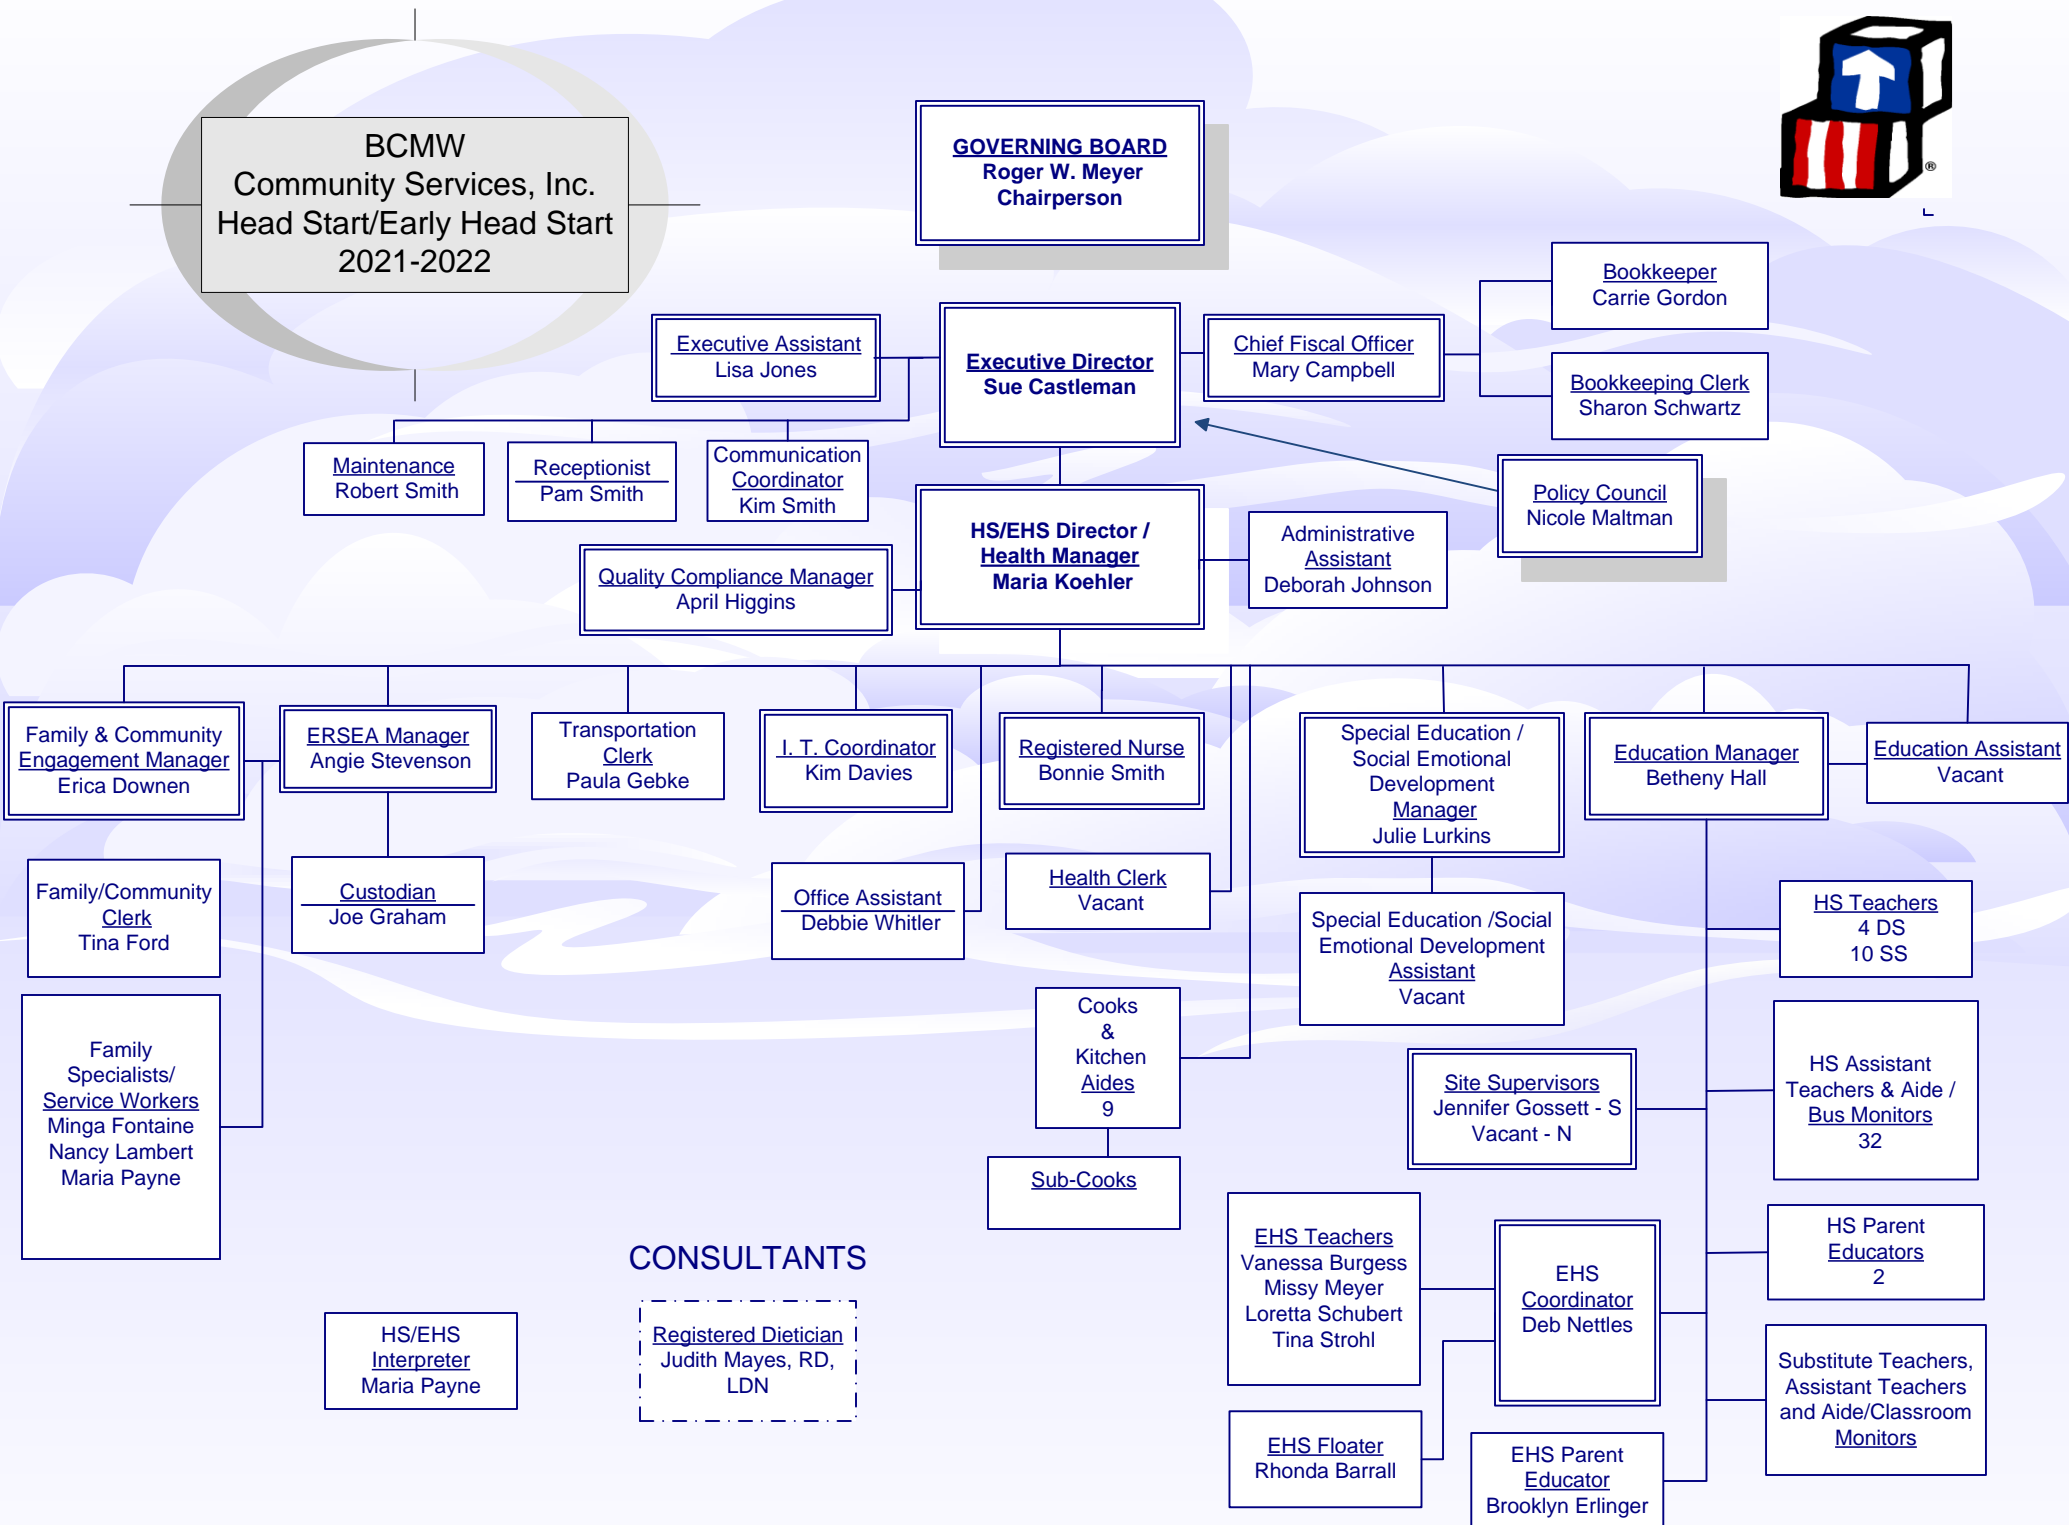 BCMW
Community Services, Inc.
Head Start/Early Head Start
2021-2022
GOVERNING BOARD
Roger W. Meyer
Chairperson
®
Bookkeeper
Carrie Gordon
Executive Assistant
Lisa Jones
Executive Director
Sue Castleman
Chief Fiscal Officer
Mary Campbell
Bookkeeping Clerk
Sharon Schwartz
Maintenance
Robert Smith
Receptionist
Pam Smith
Communication
Coordinator
Kim Smith
Policy Council
Nicole Maltman
HS/EHS Director /
Health Manager
Maria Koehler
Administrative
Assistant
Deborah Johnson
Quality Compliance Manager
April Higgins
Family & Community
Engagement Manager
Erica Downen
ERSEA Manager
Angie Stevenson
Transportation
Clerk
Paula Gebke
I. T. Coordinator
Kim Davies
Registered Nurse
Bonnie Smith
Special Education /
Social Emotional
Development
Manager
Julie Lurkins
Education Manager
Betheny Hall
Education Assistant
Vacant
Family/Community
Clerk
Tina Ford
Custodian
Joe Graham
Office Assistant
Debbie Whitler
Health Clerk
Vacant
Special Education /Social
Emotional Development
Assistant
Vacant
HS Teachers
4 DS
10 SS
Family
Specialists/
Service Workers
Minga Fontaine
Nancy Lambert
Maria Payne
Cooks
&
Kitchen
Aides
9
Site Supervisors
Jennifer Gossett - S
Vacant - N
HS Assistant
Teachers & Aide /
Bus Monitors
32
Sub-Cooks
EHS Teachers
Vanessa Burgess
Missy Meyer
Loretta Schubert
Tina Strohl
EHS
Coordinator
Deb Nettles
HS Parent
Educators
2
CONSULTANTS
HS/EHS
Interpreter
Maria Payne
Registered Dietician
Judith Mayes, RD,
LDN
Substitute Teachers,
Assistant Teachers
and Aide/Classroom
Monitors
EHS Floater
Rhonda Barrall
EHS Parent
Educator
Brooklyn Erlinger